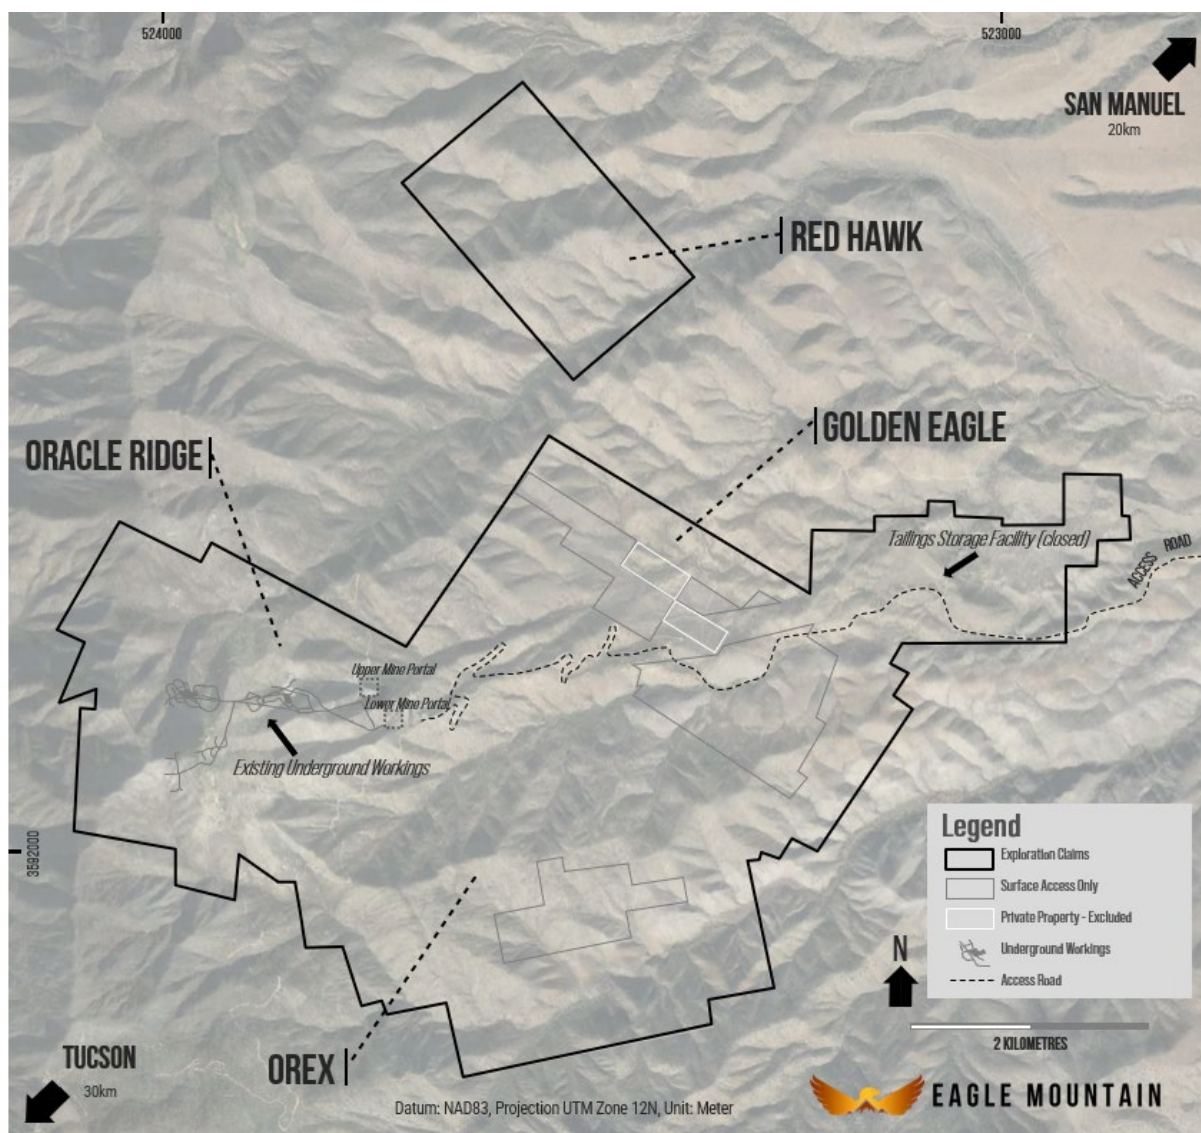 524000
523000
SAN MANUEL
20km
RED HAWK
GOLDEN EAGLE
ORACLE RIDGE
Tailings Storage Facility (closed)
ACCESS ROAD
Upper Mine Portal
Lower Mine Portal
Existing Underground Workings
3592000
Legend
Exploration Claims
Surface Access Only
Private Property - Excluded
Underground Workings
Access Road
N
2 KILOMETRES
TUCSON
30km
OREX
Datum: NAD83, Projection UTM Zone 12N, Unit: Meter
EAGLE MOUNTAIN